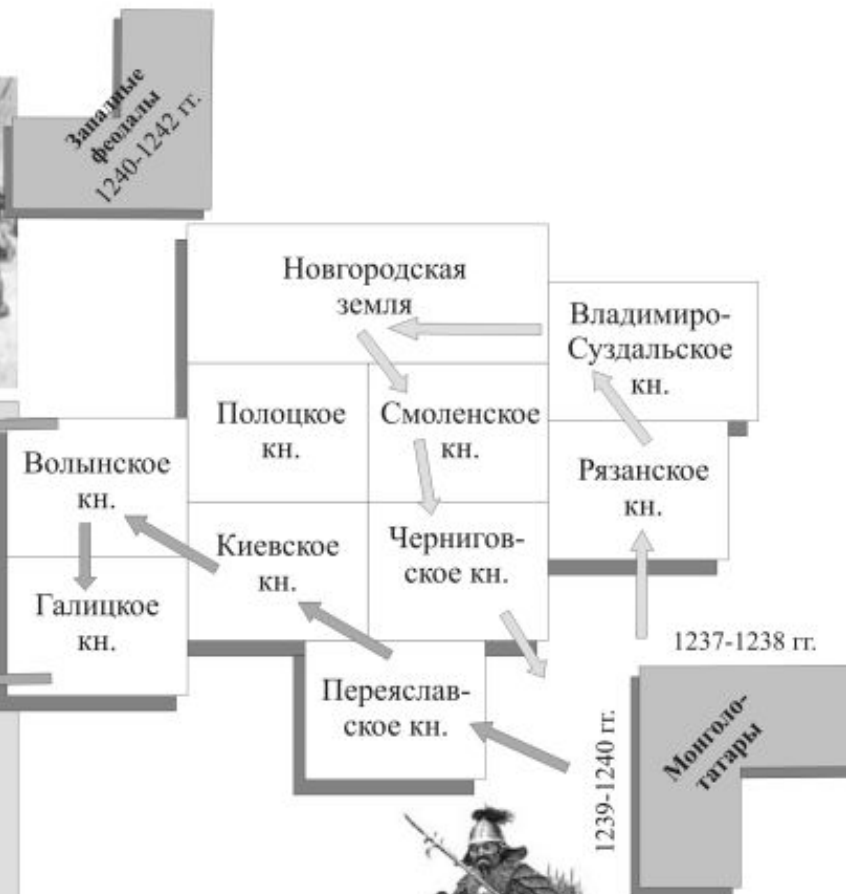 Западные
феодалы
1240-1242 гг.
Новгородская
земля
Владимиро-
Суздальское
кн.
Полоцкое
кн.
Смоленское
кн.
Волынское
кн.
Рязанское
кн.
Киевское
кн.
Чернигов-
ское кн.
Галицкое
кн.
Переяслав-
ское кн.
1237-1238 гг.
1239-1240 гг.
Монголо-
татары